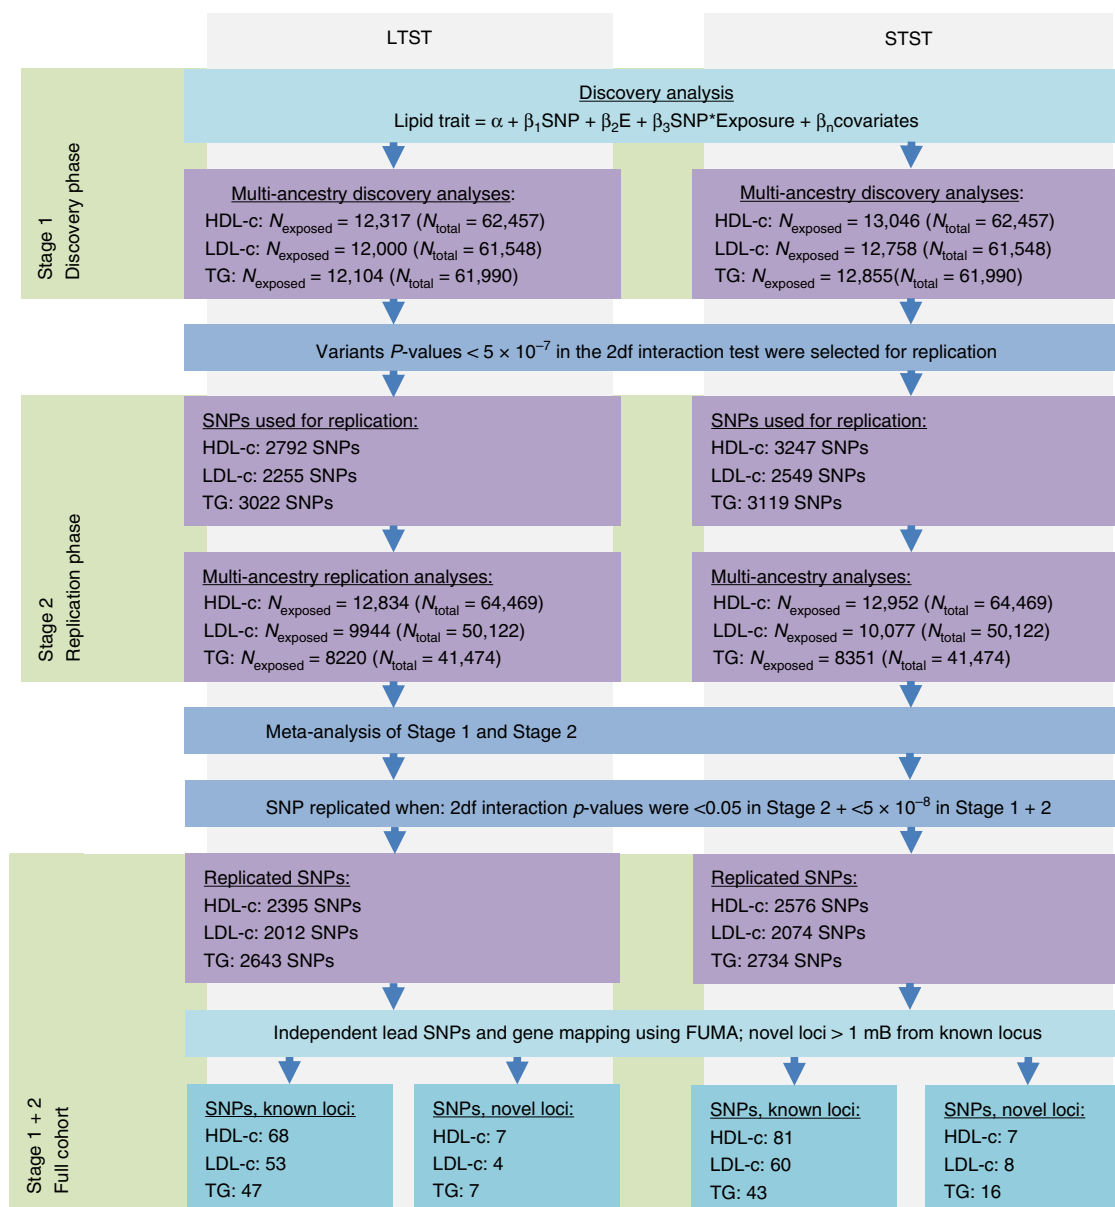 LTST
STST
Stage 1
Discovery phase
Discovery analysis
Lipid trait = α + β1SNP + β2E + β3SNP*Exposure + βncovariates
Multi-ancestry discovery analyses:
HDL-c: Nexposed = 12,317 (Ntotal = 62,457)
LDL-c: Nexposed = 12,000 (Ntotal = 61,548)
TG: Nexposed = 12,104 (Ntotal = 61,990)
Multi-ancestry discovery analyses:
HDL-c: Nexposed = 13,046 (Ntotal = 62,457)
LDL-c: Nexposed = 12,758 (Ntotal = 61,548)
TG: Nexposed = 12,855(Ntotal = 61,990)
Variants P-values < 5 × 10⁻⁷ in the 2df interaction test were selected for replication
Stage 2
Replication phase
SNPs used for replication:
HDL-c: 2792 SNPs
LDL-c: 2255 SNPs
TG: 3022 SNPs
SNPs used for replication:
HDL-c: 3247 SNPs
LDL-c: 2549 SNPs
TG: 3119 SNPs
Multi-ancestry replication analyses:
HDL-c: Nexposed = 12,834 (Ntotal = 64,469)
LDL-c: Nexposed = 9944 (Ntotal = 50,122)
TG: Nexposed = 8220 (Ntotal = 41,474)
Multi-ancestry analyses:
HDL-c: Nexposed = 12,952 (Ntotal = 64,469)
LDL-c: Nexposed = 10,077 (Ntotal = 50,122)
TG: Nexposed = 8351 (Ntotal = 41,474)
Meta-analysis of Stage 1 and Stage 2
SNP replicated when: 2df interaction p-values were <0.05 in Stage 2 + <5 × 10⁻⁸ in Stage 1 + 2
Stage 1 + 2
Full cohort
Replicated SNPs:
HDL-c: 2395 SNPs
LDL-c: 2012 SNPs
TG: 2643 SNPs
Replicated SNPs:
HDL-c: 2576 SNPs
LDL-c: 2074 SNPs
TG: 2734 SNPs
Independent lead SNPs and gene mapping using FUMA; novel loci > 1 mB from known locus
SNPs, known loci:
HDL-c: 68
LDL-c: 53
TG: 47
SNPs, novel loci:
HDL-c: 7
LDL-c: 4
TG: 7
SNPs, known loci:
HDL-c: 81
LDL-c: 60
TG: 43
SNPs, novel loci:
HDL-c: 7
LDL-c: 8
TG: 16